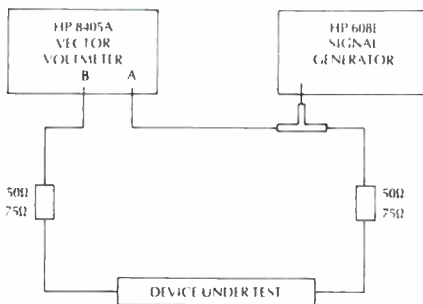 HP 8405A
VECTOR
VOLTMETER
B A
HP 608E
SIGNAL
GENERATOR
50Ω
75Ω
50Ω
75Ω
DEVICE UNDER TEST